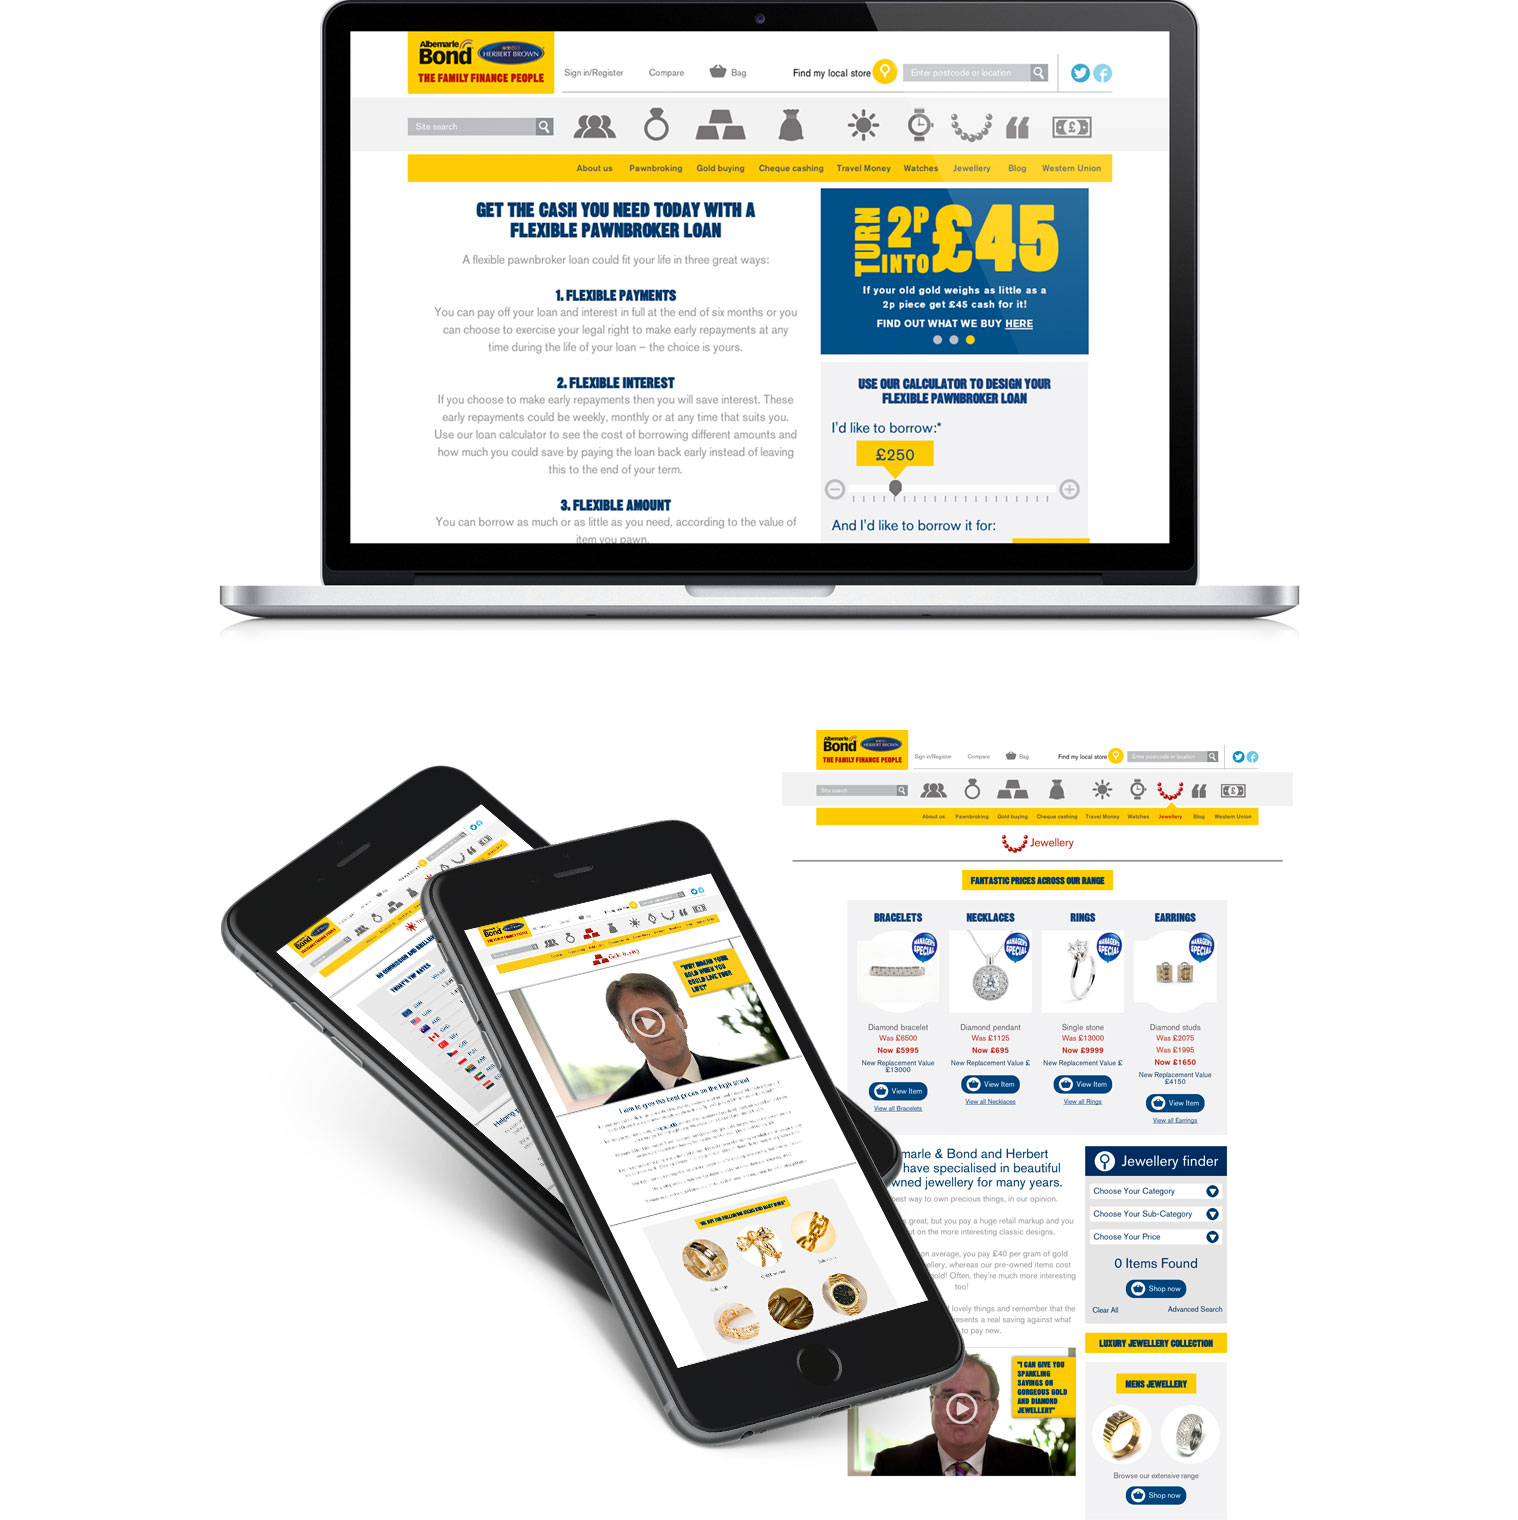 Albemarle
Bond
HERBERT BROWN
THE FAMILY FINANCE PEOPLE
Sign in/Register
Compare
Bag
Find my local store
Enter postcode or location
Site search
About us
Pawnbroking
Gold buying
Cheque cashing
Travel Money
Watches
Jewellery
Blog
Western Union
GET THE CASH YOU NEED TODAY WITH A
FLEXIBLE PAWNBROKER LOAN
A flexible pawnbroker loan could fit your life in three great ways:
1. FLEXIBLE PAYMENTS
You can pay off your loan and interest in full at the end of six months or you
can choose to exercise your legal right to make early repayments at any
time during the life of your loan – the choice is yours.
2. FLEXIBLE INTEREST
If you choose to make early repayments then you will save interest. These
early repayments could be weekly, monthly or at any time that suits you.
Use our loan calculator to see the cost of borrowing different amounts and
how much you could save by paying the loan back early instead of leaving
this to the end of your term.
3. FLEXIBLE AMOUNT
You can borrow as much or as little as you need, according to the value of
item you pawn.
TURN
2P
INTO
£45
If your old gold weighs as little as a
2p piece get £45 cash for it!
FIND OUT WHAT WE BUY HERE
USE OUR CALCULATOR TO DESIGN YOUR
FLEXIBLE PAWNBROKER LOAN
I'd like to borrow:*
£250
And I'd like to borrow it for:
Albemarle
Bond
HERBERT BROWN
THE FAMILY FINANCE PEOPLE
Sign in/Register
Compare
Bag
Find my local store
Enter postcode or location
Site search
About us
Pawnbroking
Gold buying
Cheque cashing
Travel Money
Watches
Jewellery
Blog
Western Union
Jewellery
FANTASTIC PRICES ACROSS OUR RANGE
BRACELETS
MANAGER'S
SPECIAL
Diamond bracelet
Was £6500
Now £5995
New Replacement Value
£13000
View Item
View all Bracelets
NECKLACES
MANAGER'S
SPECIAL
Diamond pendant
Was £1125
Now £695
New Replacement Value £
View Item
View all Necklaces
RINGS
MANAGER'S
SPECIAL
Single stone
Was £13000
Now £9999
New Replacement Value £
View Item
View all Rings
EARRINGS
MANAGER'S
SPECIAL
Diamond studs
Was £2075
Was £1995
Now £1650
New Replacement Value
£4150
View Item
View all Earrings
marle & Bond and Herbert
have specialised in beautiful
wned jewellery for many years.
best way to own precious things, in our opinion.
great, but you pay a huge retail markup and you
ut on the more interesting classic designs.
on average, you pay £40 per gram of gold
ellery, whereas our pre-owned items cost
old! Often, they're much more interesting
too!
lovely things and remember that the
esents a real saving against what
to pay new.
"I CAN GIVE YOU
SPARKLING
SAVINGS ON
GORGEOUS GOLD
AND DIAMOND
JEWELLERY"
Jewellery finder
Choose Your Category
Choose Your Sub-Category
Choose Your Price
0 Items Found
Shop now
Clear All
Advanced Search
LUXURY JEWELLERY COLLECTION
MENS JEWELLERY
Browse our extensive range
Shop now
Bond
THE FAMILY FINANCE PEOPLE
Gold buying
"WHY HOARD YOUR
GOLD WHEN YOU
COULD LIVE YOUR
LIFE?"
I aim to give the best prices on the high street
Bond
NO COMMISSION AND
TODAY'S TOP RATES
Helping